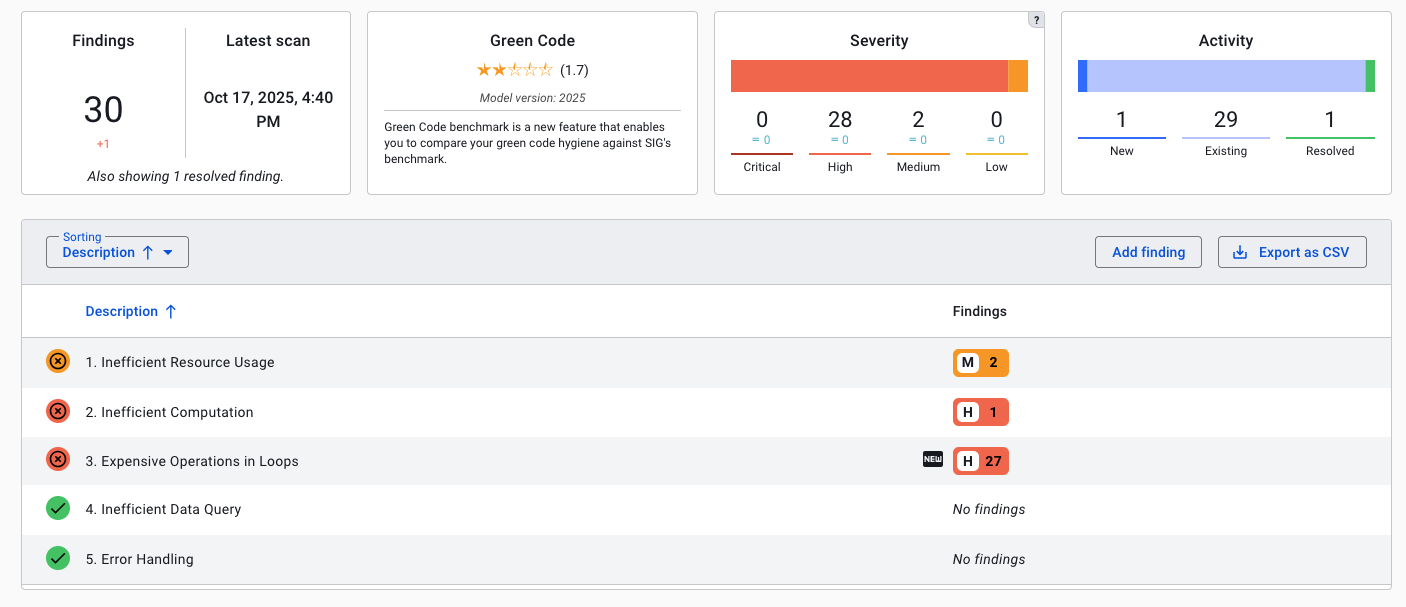 Findings
30
+1
Latest scan
Oct 17, 2025, 4:40
PM
Also showing 1 resolved finding.
Green Code
(1.7)
Model version: 2025
Green Code benchmark is a new feature that enables
you to compare your green code hygiene against SIG's
benchmark.
?
Severity
0 28 2 0
= 0 = 0 = 0 = 0
Critical High Medium Low
Activity
1 29 1
New Existing Resolved
Sorting
Description
Add finding
Export as CSV
Description Findings
1. Inefficient Resource Usage M 2
2. Inefficient Computation H 1
3. Expensive Operations in Loops NEW H 27
4. Inefficient Data Query No findings
5. Error Handling No findings